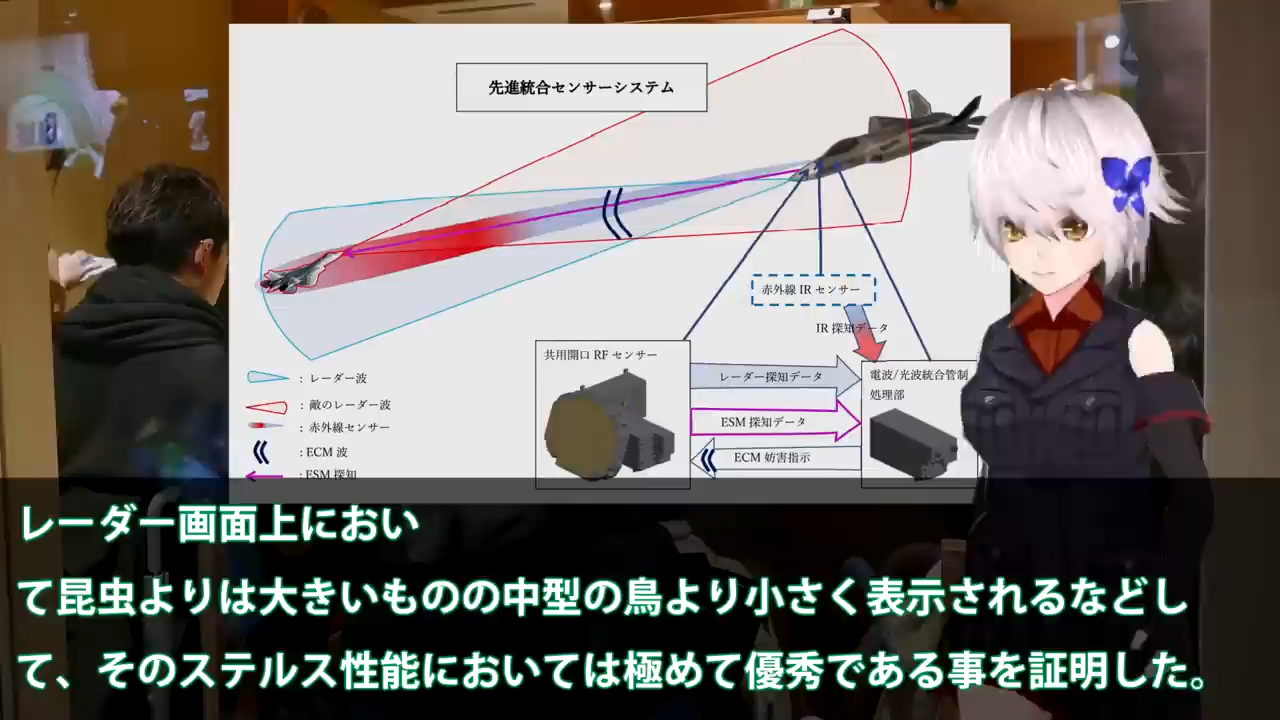 先進統合センサーシステム
赤外線 IR センサー
IR 探知データ
共用開口 RF センサー
レーダー探知データ
電波/光波統合管制
処理部
ESM 探知データ
ECM 妨害指示
：レーダー波
：敵のレーダー波
：赤外線センサー
：ECM 波
：ESM 探知
レーダー画面上におい
て昆虫よりは大きいものの中型の鳥より小さく表示されるなどし
て、そのステルス性能においては極めて優秀である事を証明した。